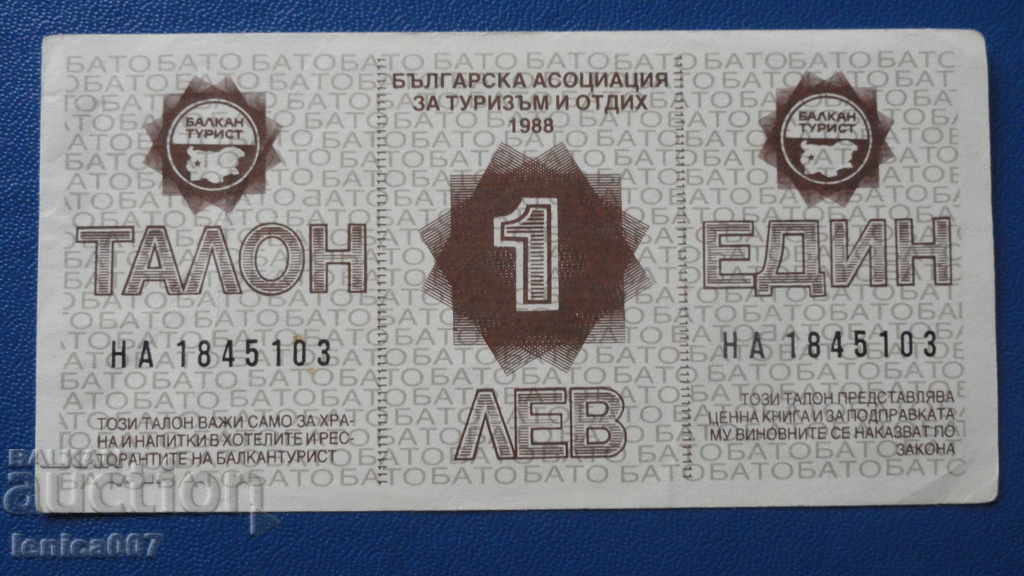 БЪЛГАРСКА АСОЦИАЦИЯ
ЗА ТУРИЗЪМ И ОТДИХ
1988
БАЛКАН
ТУРИСТ
БАЛКАН
ТУРИСТ
ТАЛОН
1
ЕДИН
НА 1845103
НА 1845103
ЛЕВ
ТОЗИ ТАЛОН ВАЖИ САМО ЗА ХРА-
НА И НАПИТКИ В ХОТЕЛИТЕ И РЕС-
ТОРАНТИТЕ НА БАЛКАНТУРИСТ
ТОЗИ ТАЛОН ПРЕДСТАВЛЯВА
ЦЕННА КНИГА И ЗА ПОДПРАВКАТА
МУ ВИНОВНИТЕ СЕ НАКАЗВАТ ПО
ЗАКОНА
BALKAN
auction
lenica007